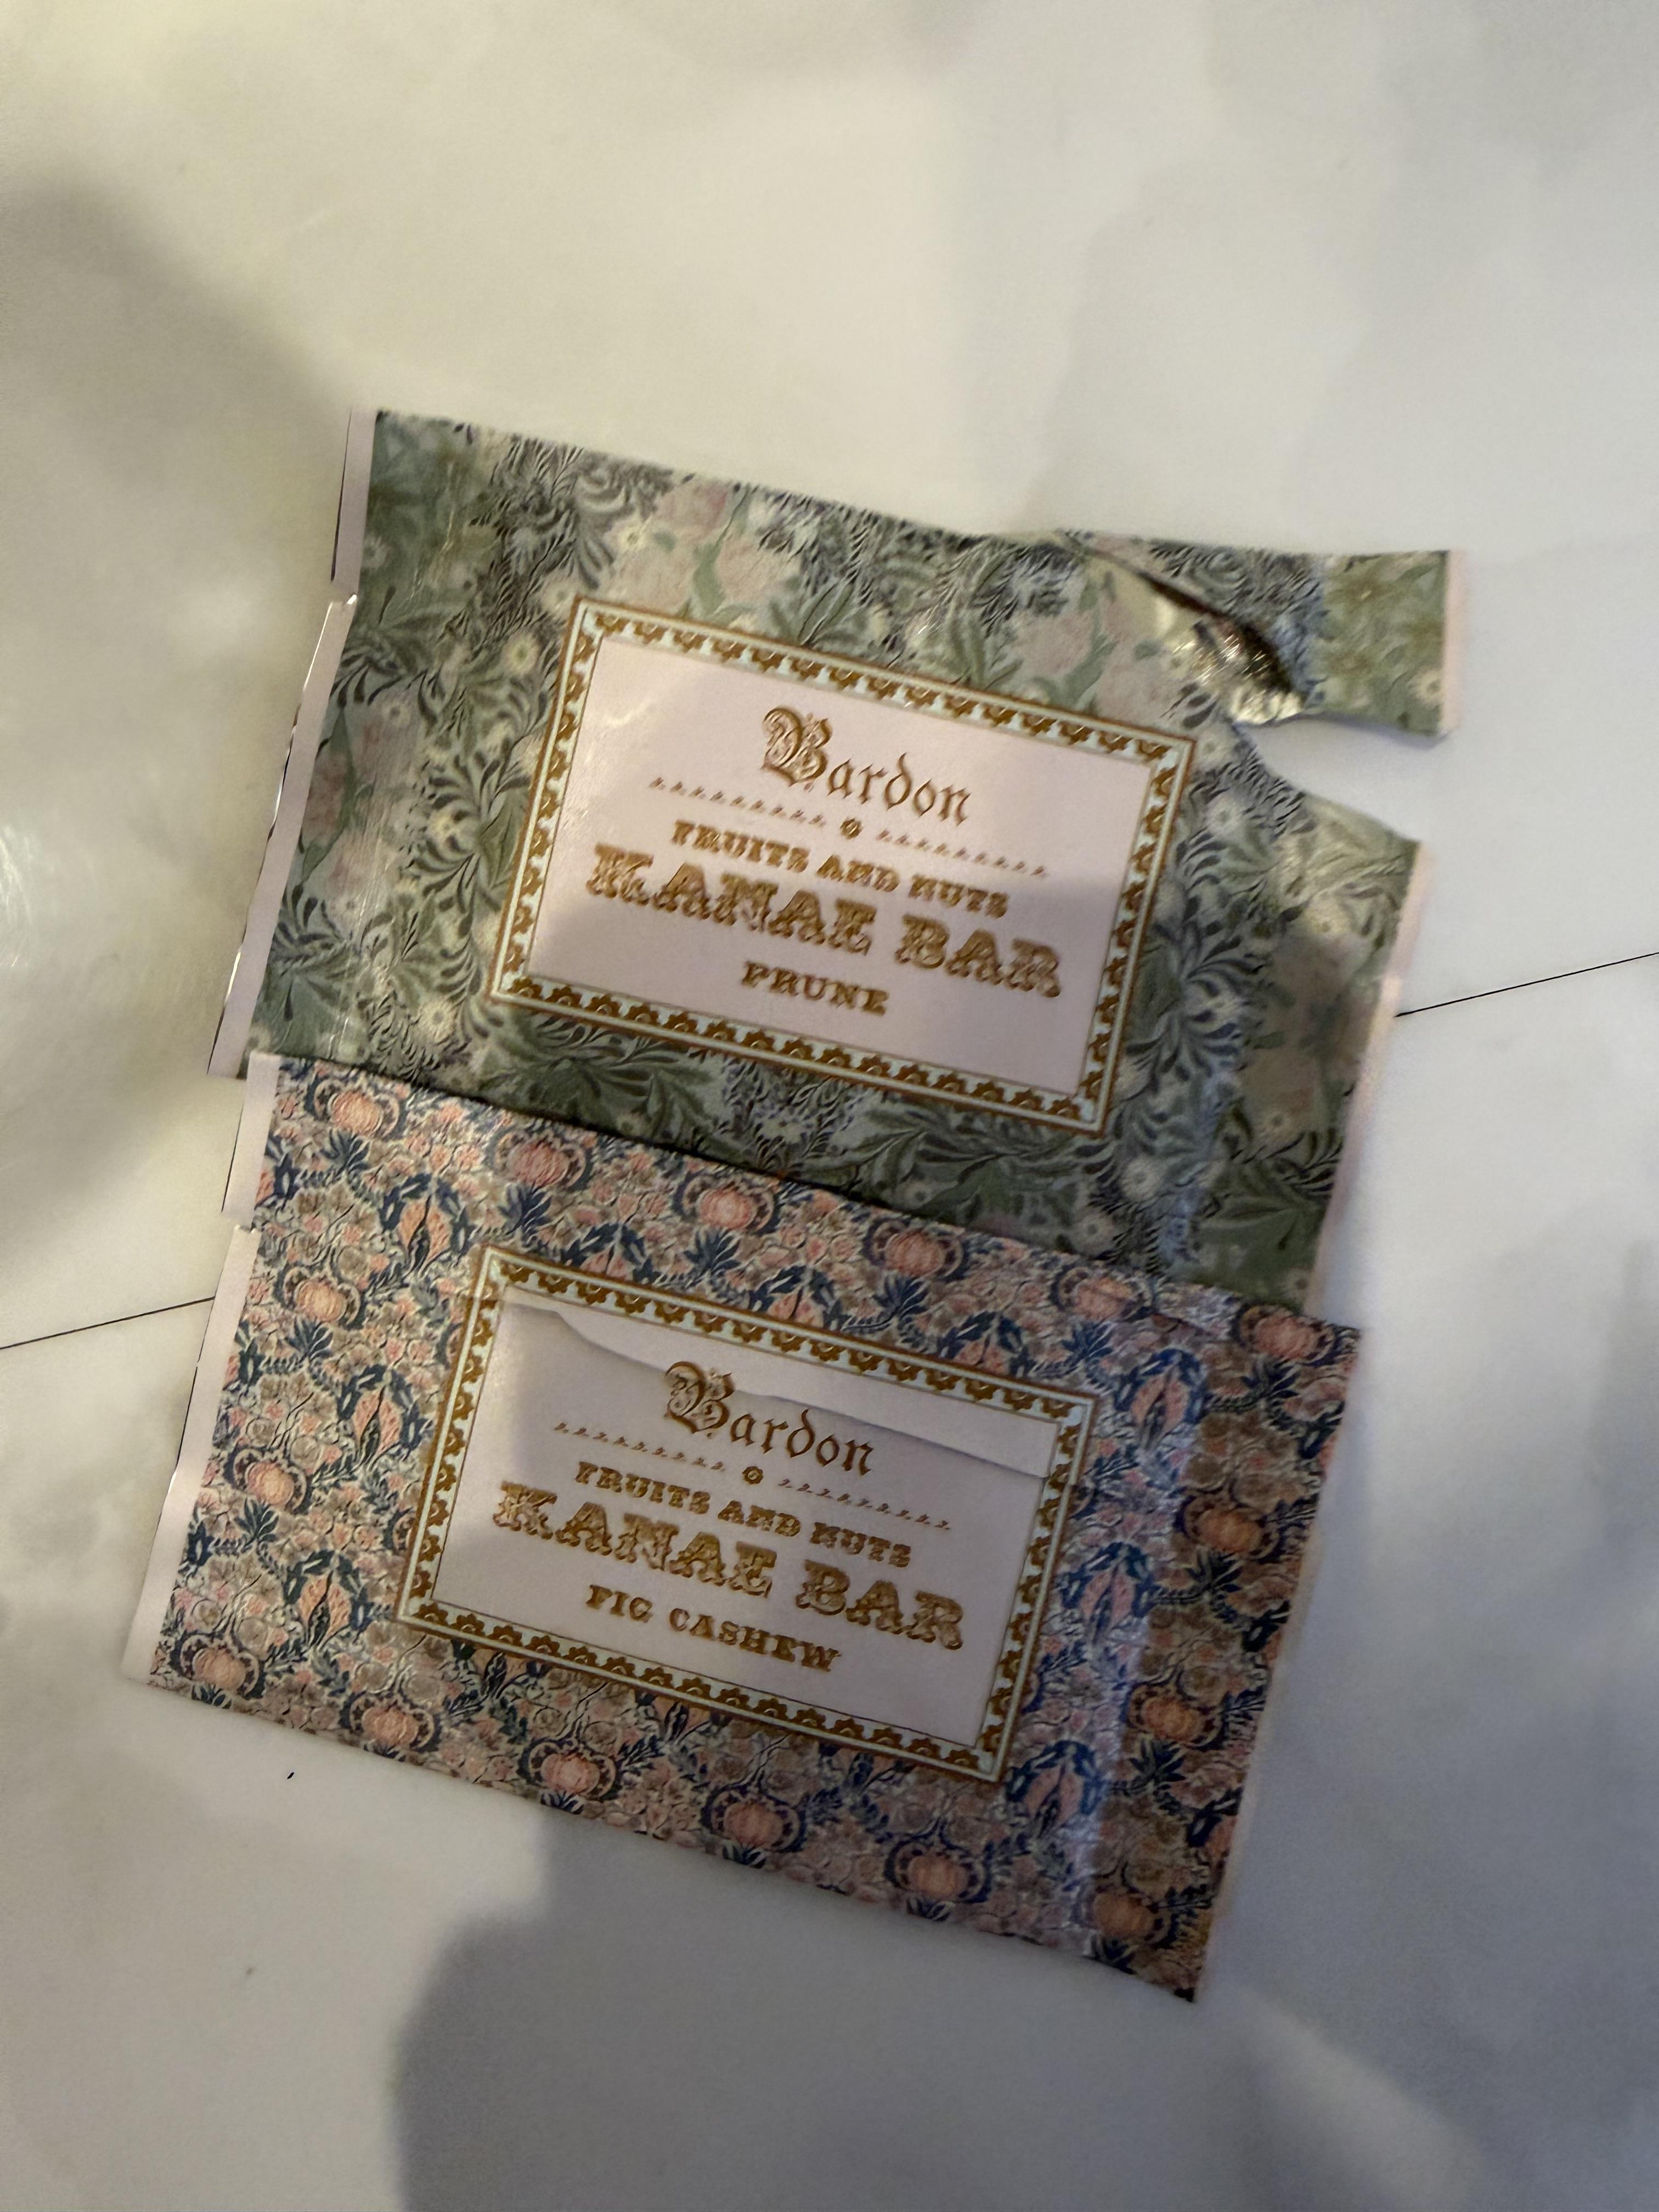 Bardon
FRUITS AND NUTS
KANAE BAR
PRUNE
Bardon
FRUITS AND NUTS
KANAE BAR
FIG CASHEW